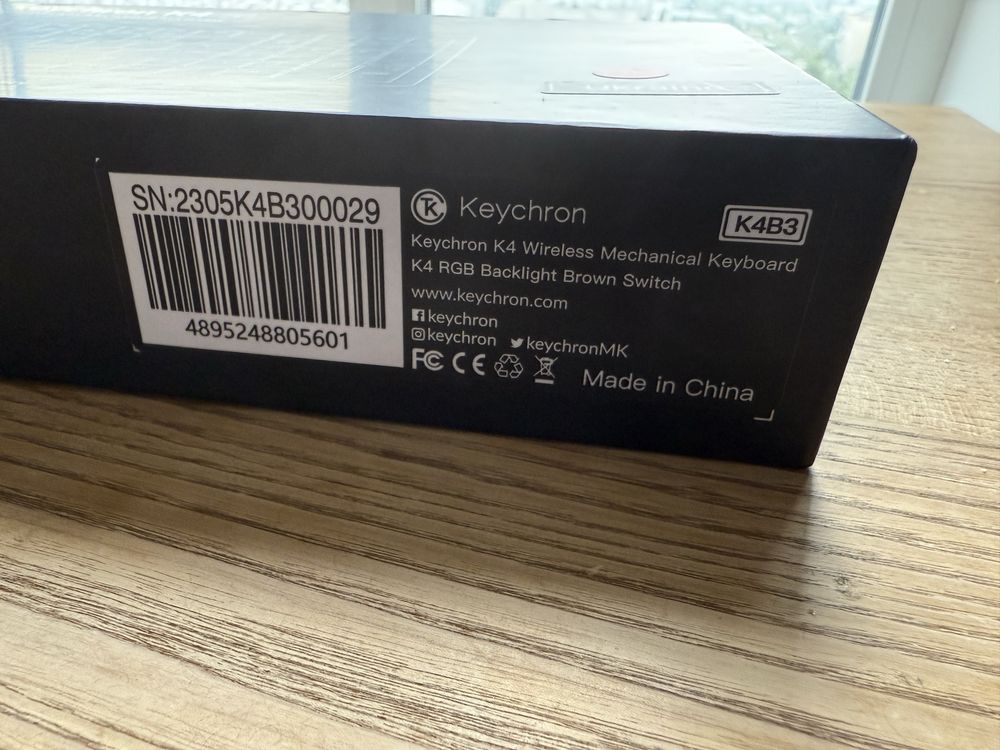 SN:2305K4B300029
4895248805601
Keychron
K4B3
Keychron K4 Wireless Mechanical Keyboard
K4 RGB Backlight Brown Switch
www.keychron.com
keychron
keychron keychronMK
FC CE
Made in China